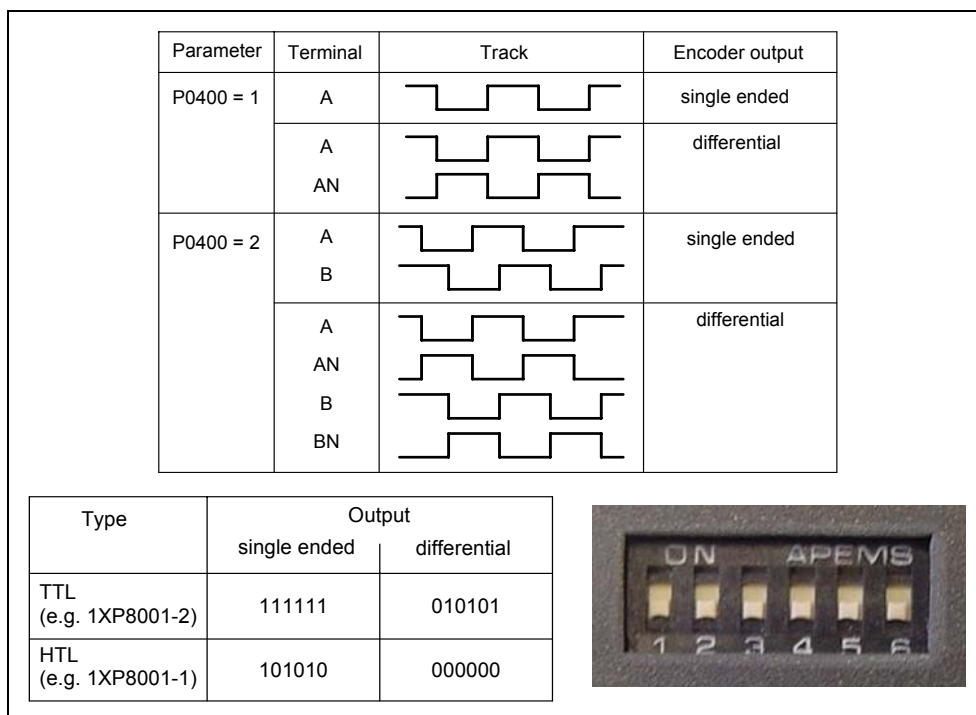 Parameter Terminal Track Encoder output
P0400 = 1 A single ended
A differential
AN
P0400 = 2 A single ended
B
A differential
AN
B
BN
Type Output
single ended differential
TTL
(e.g. 1XP8001-2) 111111 010101
HTL
(e.g. 1XP8001-1) 101010 000000
ON APEMS
1 2 3 4 5 6